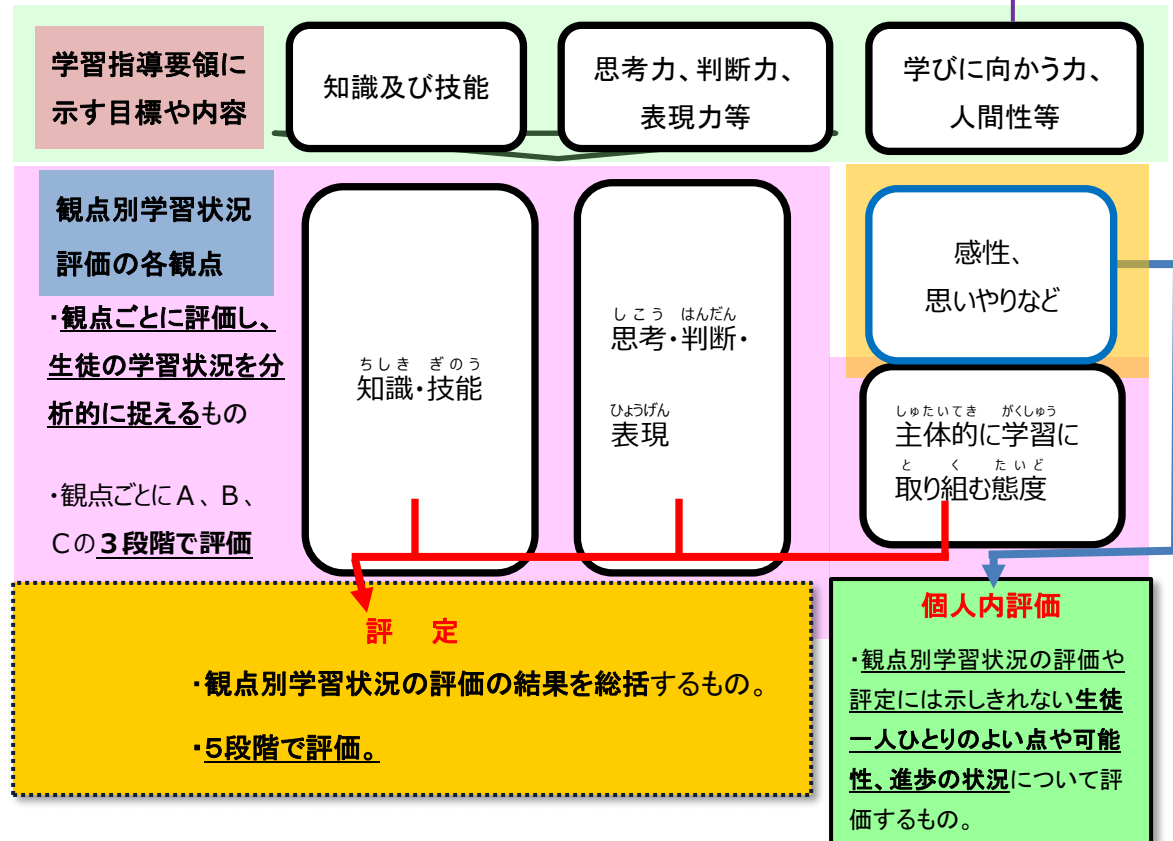 学習指導要領に
示す目標や内容
知識及び技能
思考力、判断力、
表現力等
学びに向かう力、
人間性等
観点別学習状況
評価の各観点
・観点ごとに評価し、
生徒の学習状況を分
析的に捉えるもの
・観点ごとにA、B、
Cの3段階で評価
ちしき ぎのう
知識・技能
しこう はんだん
思考・判断・
ひょうげん
表現
感性、
思いやりなど
しゅたいてき がくしゅう
主体的に学習に
と く たいど
取り組む態度
評 定
・観点別学習状況の評価の結果を総括するもの。
・5段階で評価。
個人内評価
・観点別学習状況の評価や
評定には示しきれない生徒
一人ひとりのよい点や可能
性、進歩の状況について評
価するもの。